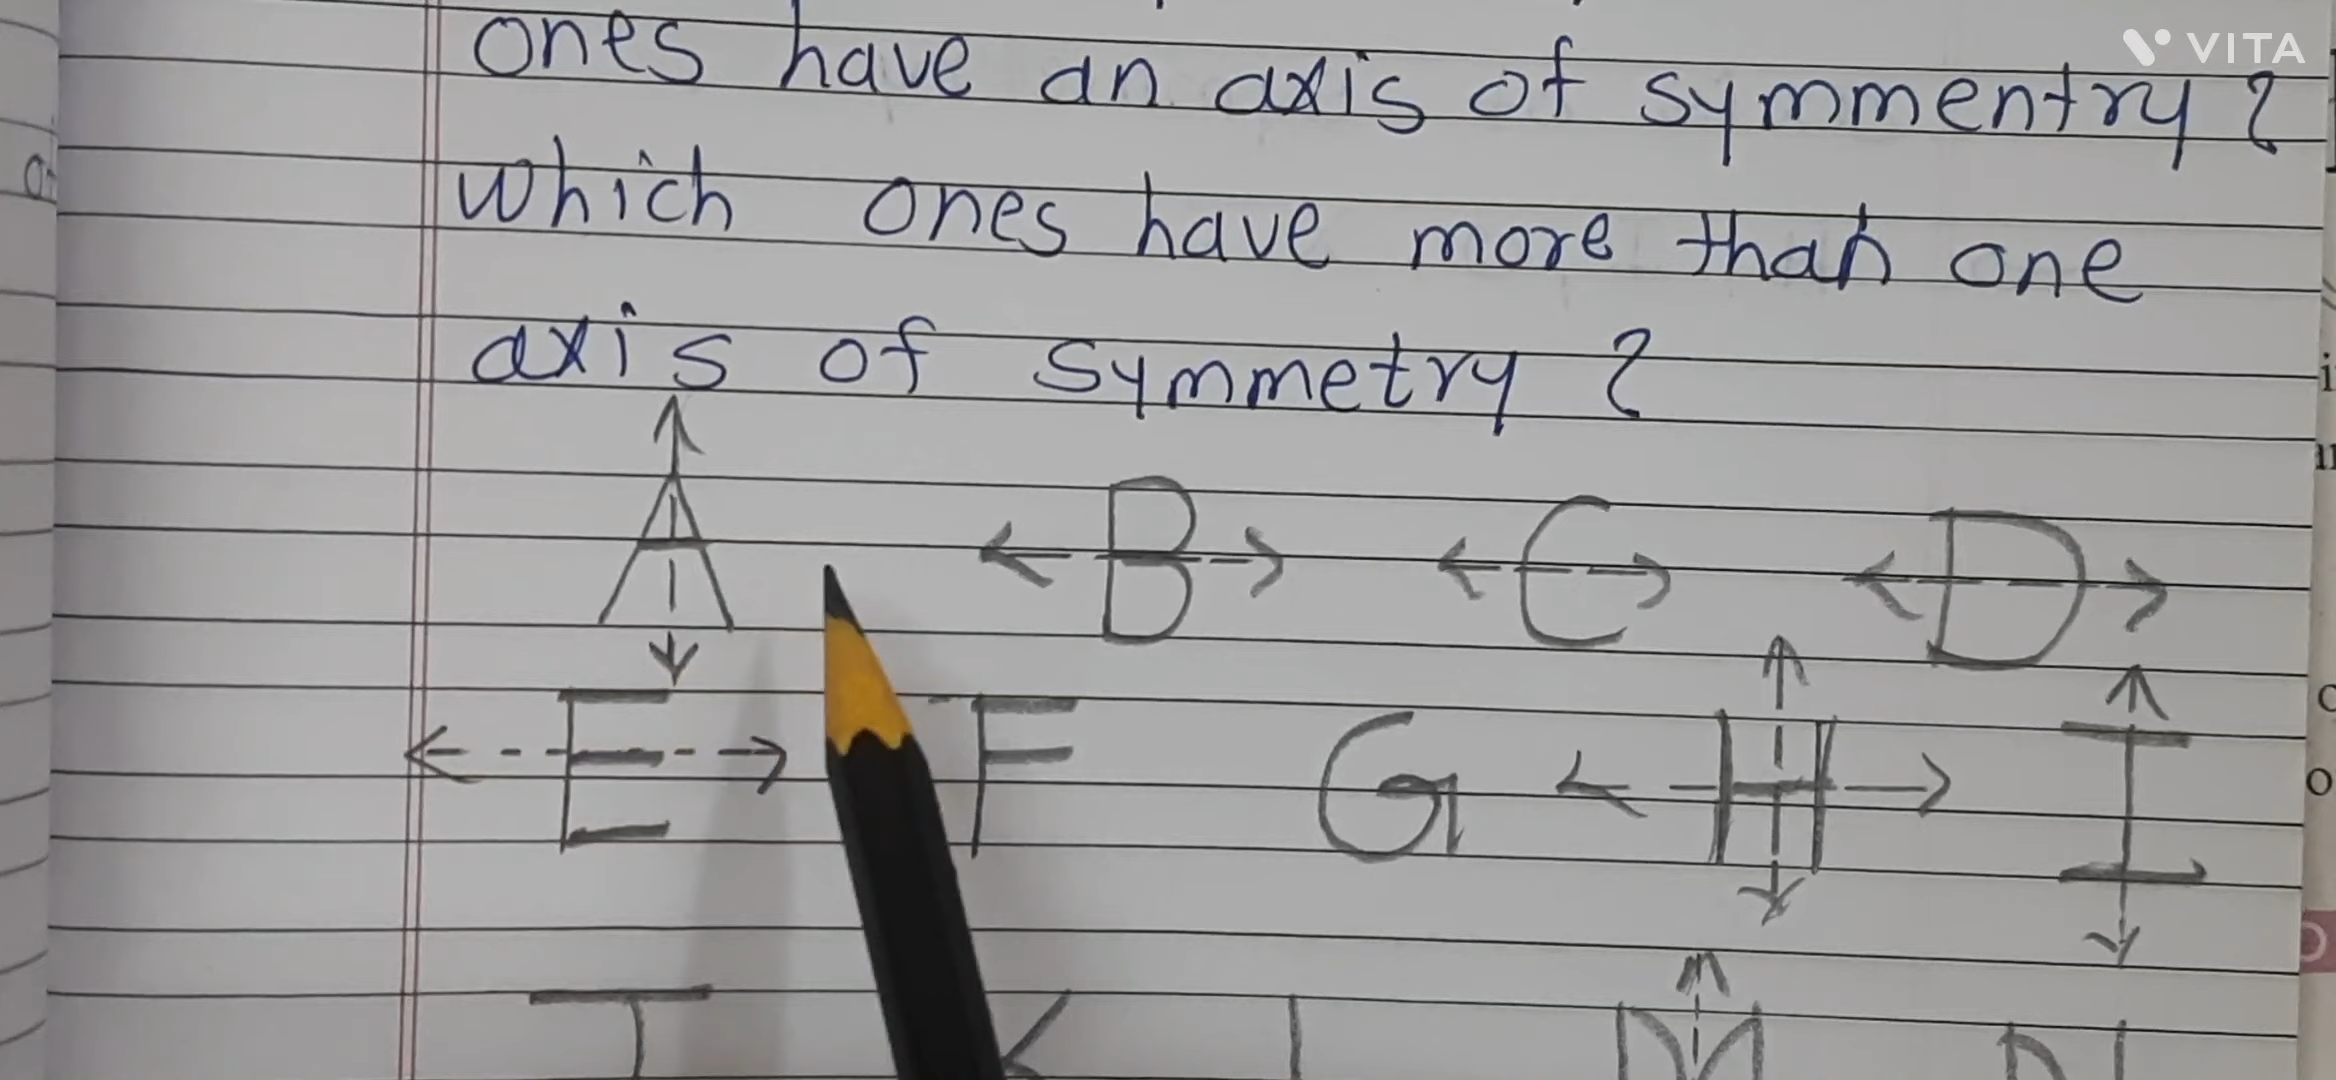 VITA
ones have an axis of symmentry ?
which ones have more than one
axis of symmetry ?
A B C D
E F G H I
J K L M N